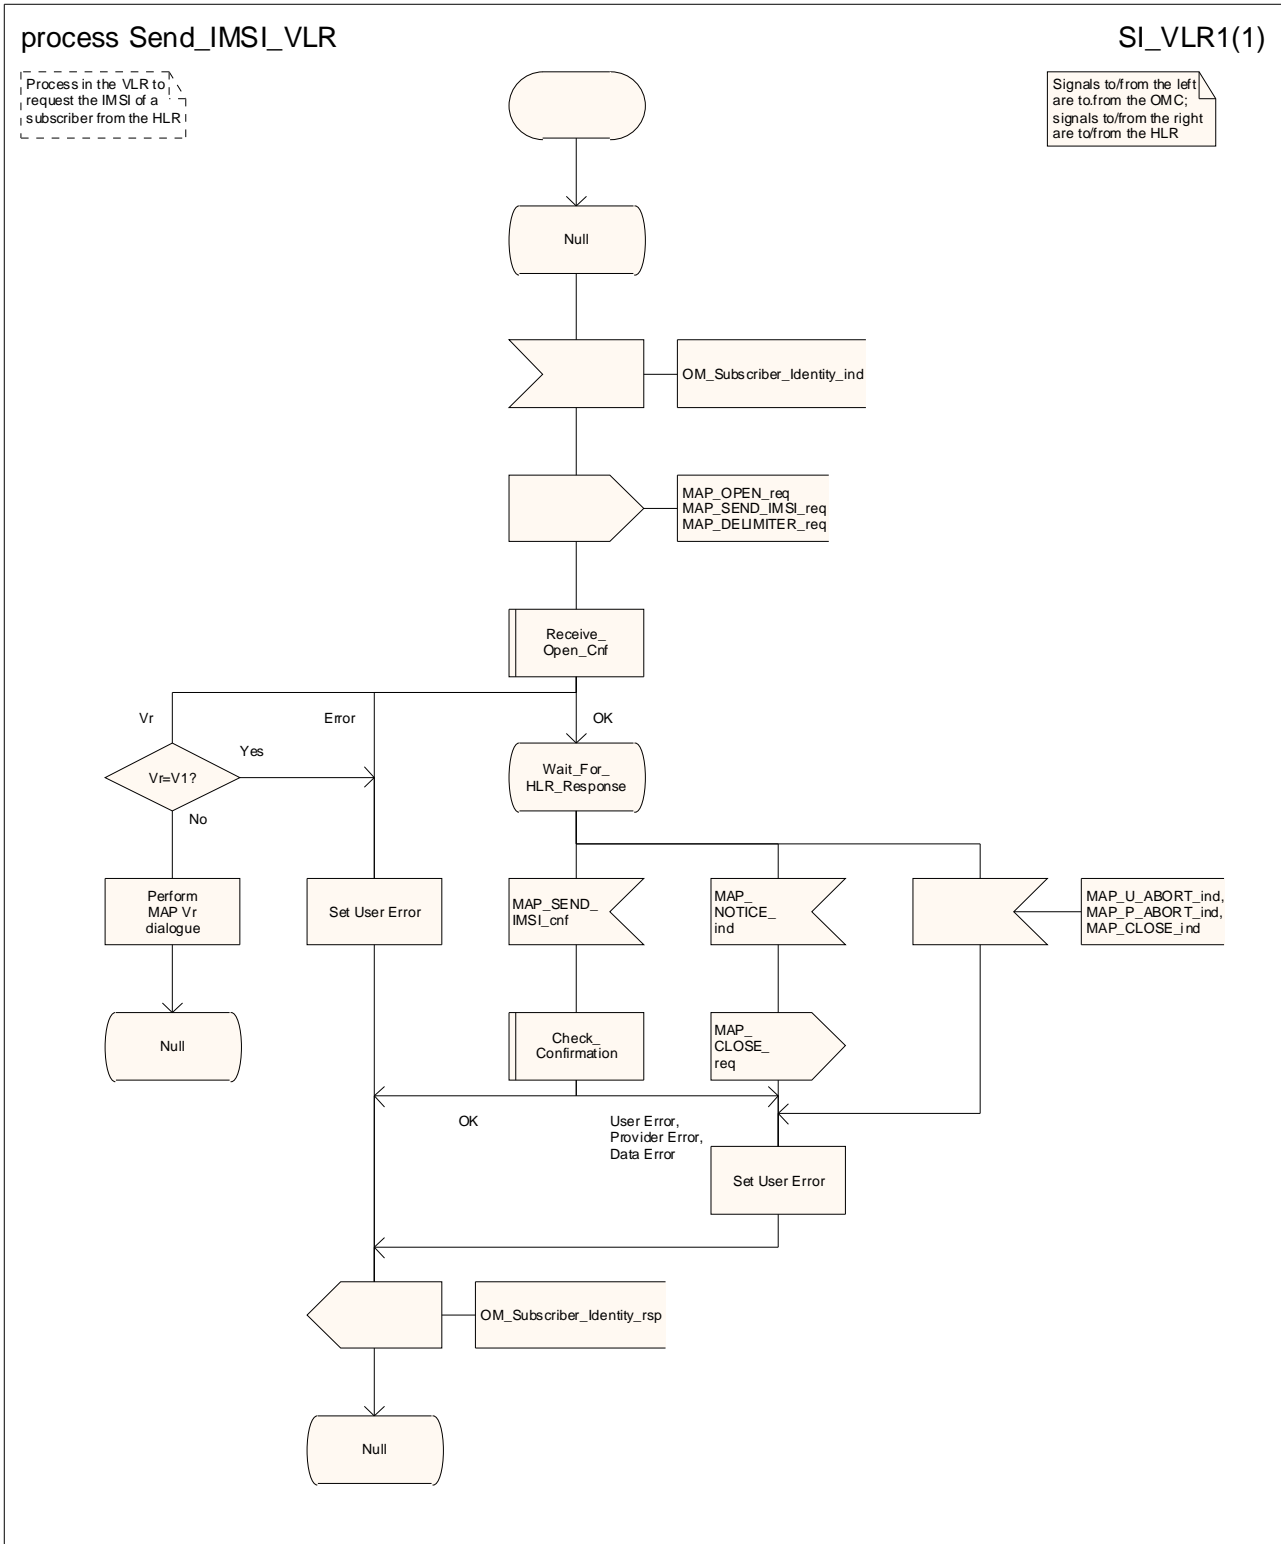 process Send_IMSI_VLR
SI_VLR1(1)
Process in the VLR to
request the IMSI of a
subscriber from the HLR
Signals to/from the left
are to.from the OMC;
signals to/from the right
are to/from the HLR
Null
OM_Subscriber_Identity_ind
MAP_OPEN_req
MAP_SEND_IMSI_req
MAP_DELIMITER_req
Receive_
Open_Cnf
Vr
Error
OK
Yes
Vr=V1?
Wait_For_
HLR_Response
No
Perform
MAP Vr
dialogue
Set User Error
MAP_SEND_
IMSI_cnf
MAP_
NOTICE_
ind
MAP_U_ABORT_ind,
MAP_P_ABORT_ind,
MAP_CLOSE_ind
Null
Check_
Confirmation
MAP_
CLOSE_
req
OK
User Error,
Provider Error,
Data Error
Set User Error
OM_Subscriber_Identity_rsp
Null